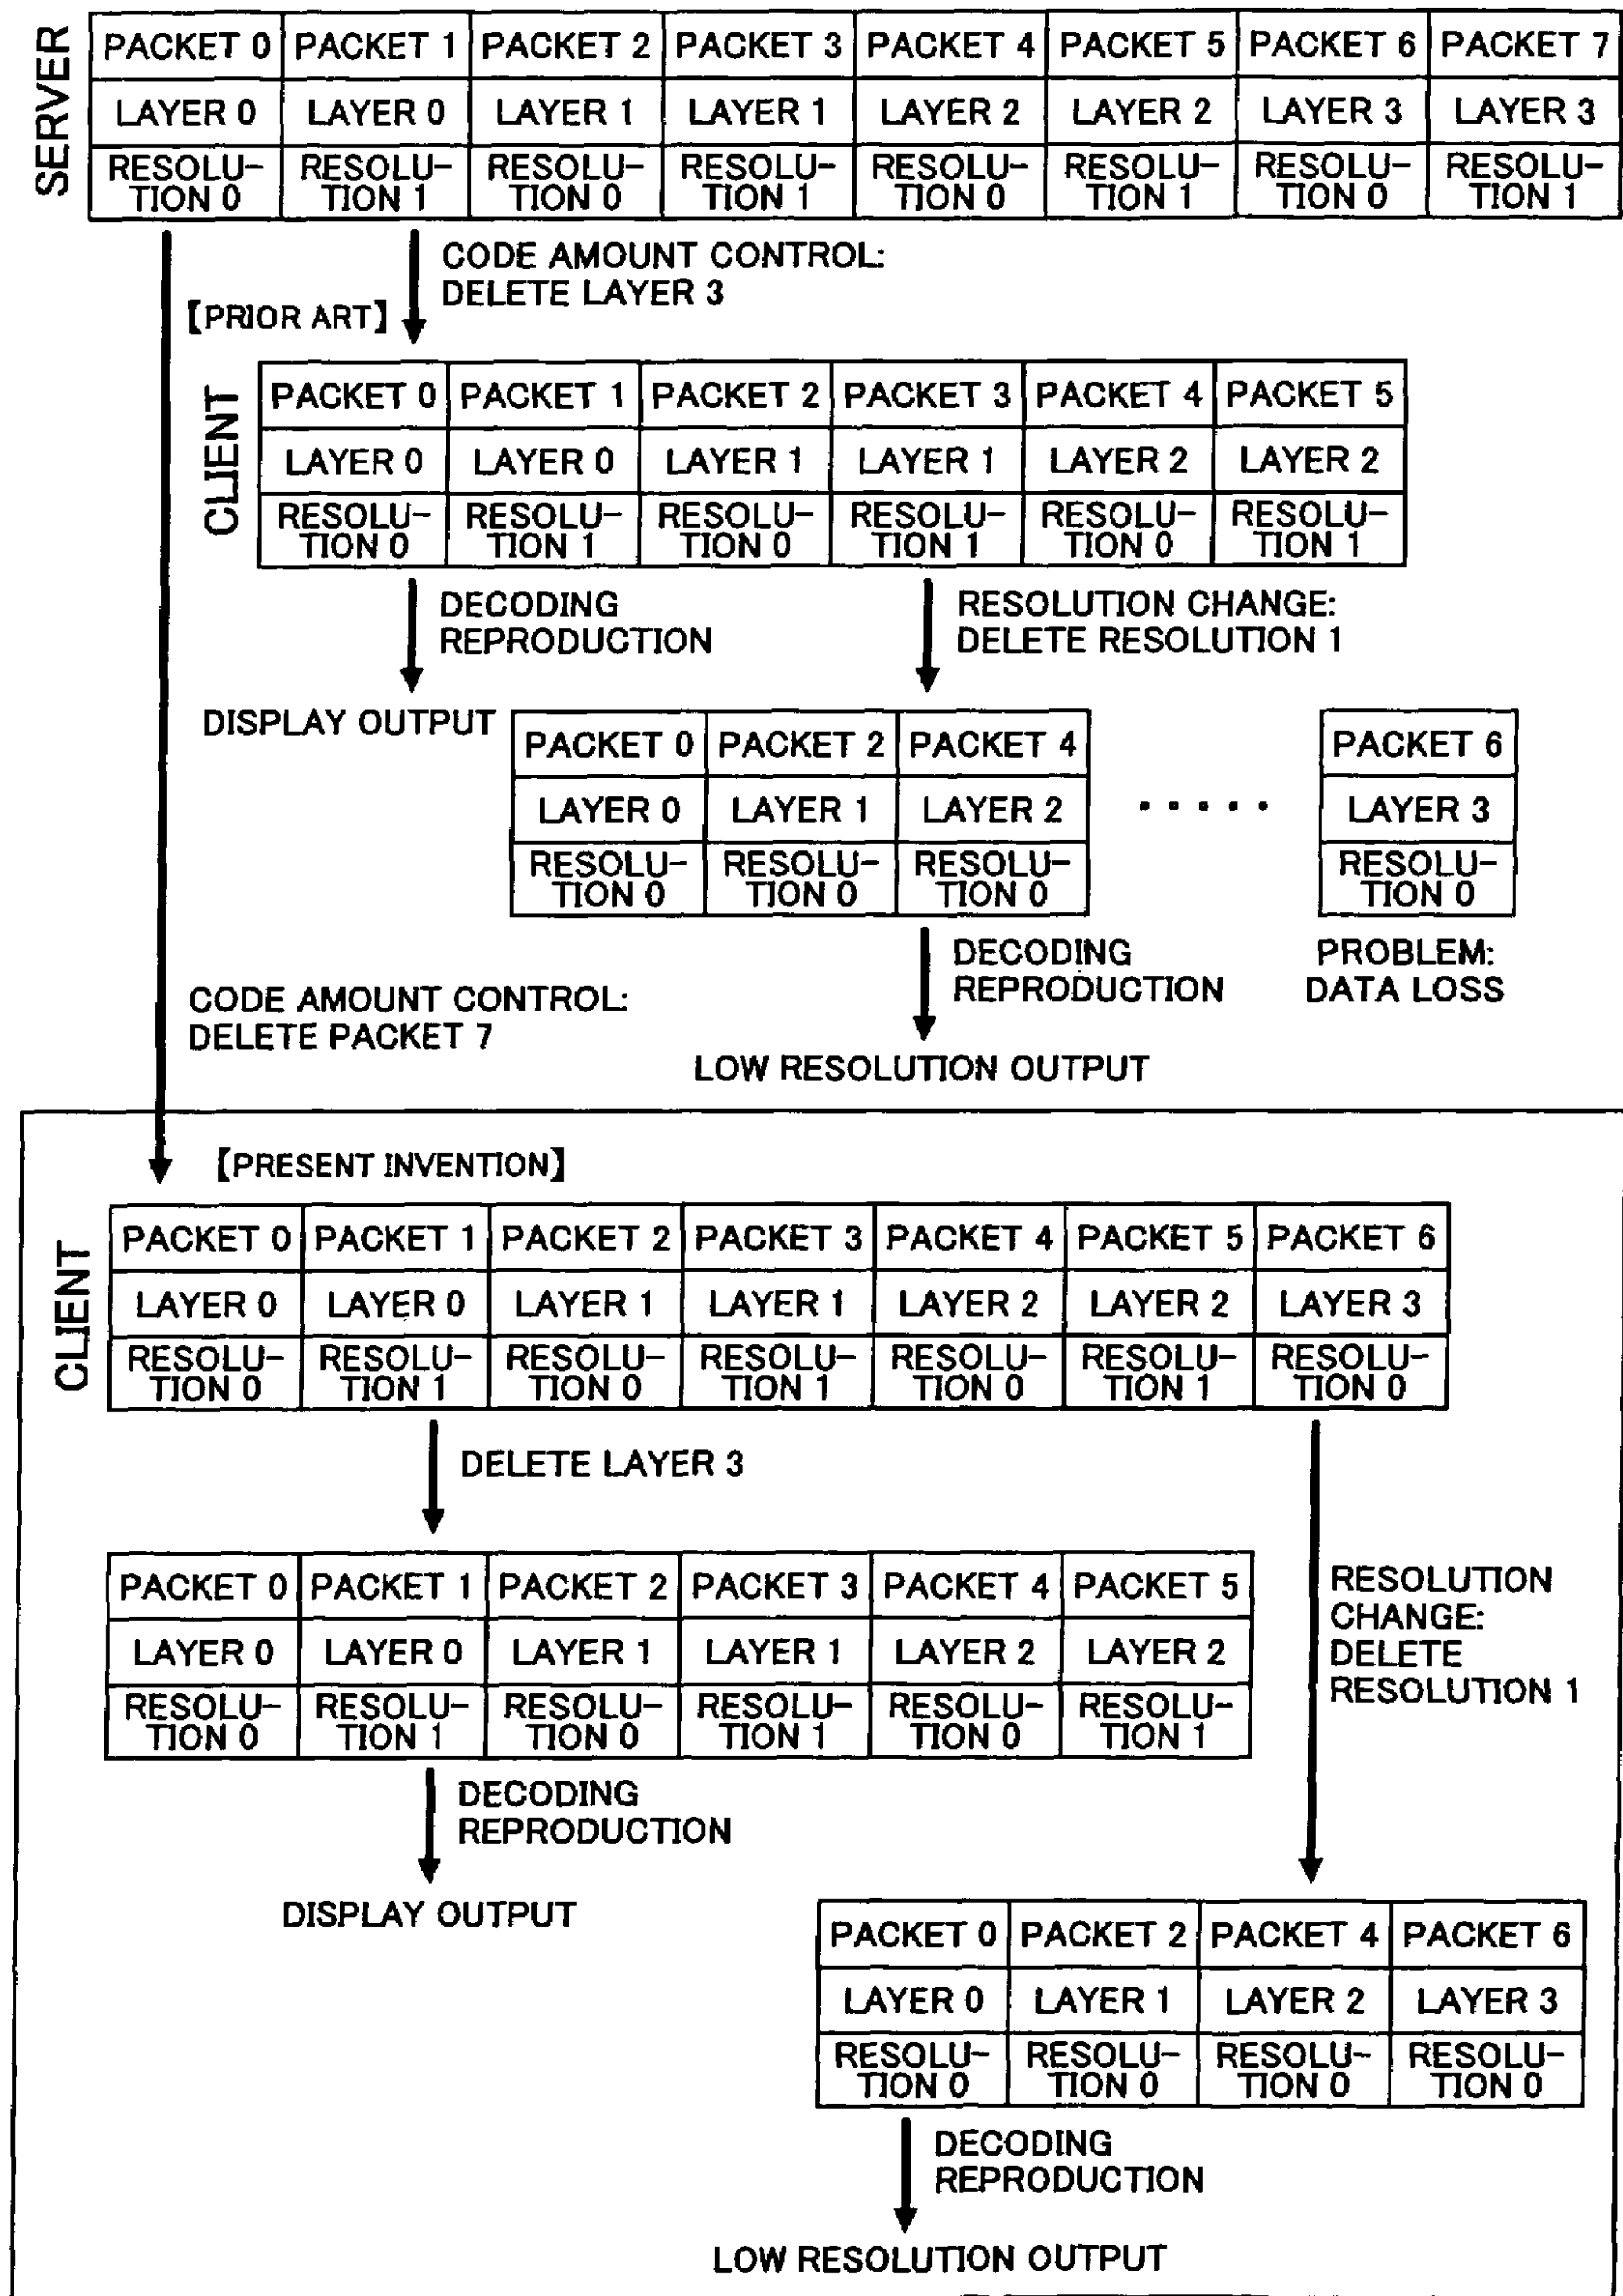 SERVER
PACKET 0 PACKET 1 PACKET 2 PACKET 3 PACKET 4 PACKET 5 PACKET 6 PACKET 7
LAYER 0 LAYER 0 LAYER 1 LAYER 1 LAYER 2 LAYER 2 LAYER 3 LAYER 3
RESOLU- RESOLU- RESOLU- RESOLU- RESOLU- RESOLU- RESOLU- RESOLU-
TION 0 TION 1 TION 0 TION 1 TION 0 TION 1 TION 0 TION 1
CODE AMOUNT CONTROL:
DELETE LAYER 3
【PRIOR ART】
CLIENT
PACKET 0 PACKET 1 PACKET 2 PACKET 3 PACKET 4 PACKET 5
LAYER 0 LAYER 0 LAYER 1 LAYER 1 LAYER 2 LAYER 2
RESOLU- RESOLU- RESOLU- RESOLU- RESOLU- RESOLU-
TION 0 TION 1 TION 0 TION 1 TION 0 TION 1
DECODING
REPRODUCTION
RESOLUTION CHANGE:
DELETE RESOLUTION 1
DISPLAY OUTPUT
PACKET 0 PACKET 2 PACKET 4 PACKET 6
LAYER 0 LAYER 1 LAYER 2 ..... LAYER 3
RESOLU- RESOLU- RESOLU- RESOLU-
TION 0 TION 0 TION 0 TION 0
DECODING
REPRODUCTION
PROBLEM:
DATA LOSS
CODE AMOUNT CONTROL:
DELETE PACKET 7
LOW RESOLUTION OUTPUT
【PRESENT INVENTION】
CLIENT
PACKET 0 PACKET 1 PACKET 2 PACKET 3 PACKET 4 PACKET 5 PACKET 6
LAYER 0 LAYER 0 LAYER 1 LAYER 1 LAYER 2 LAYER 2 LAYER 3
RESOLU- RESOLU- RESOLU- RESOLU- RESOLU- RESOLU- RESOLU-
TION 0 TION 1 TION 0 TION 1 TION 0 TION 1 TION 0
DELETE LAYER 3
PACKET 0 PACKET 1 PACKET 2 PACKET 3 PACKET 4 PACKET 5
LAYER 0 LAYER 0 LAYER 1 LAYER 1 LAYER 2 LAYER 2
RESOLU- RESOLU- RESOLU- RESOLU- RESOLU- RESOLU-
TION 0 TION 1 TION 0 TION 1 TION 0 TION 1
RESOLUTION
CHANGE:
DELETE
RESOLUTION 1
DECODING
REPRODUCTION
DISPLAY OUTPUT
PACKET 0 PACKET 2 PACKET 4 PACKET 6
LAYER 0 LAYER 1 LAYER 2 LAYER 3
RESOLU- RESOLU- RESOLU- RESOLU-
TION 0 TION 0 TION 0 TION 0
DECODING
REPRODUCTION
LOW RESOLUTION OUTPUT